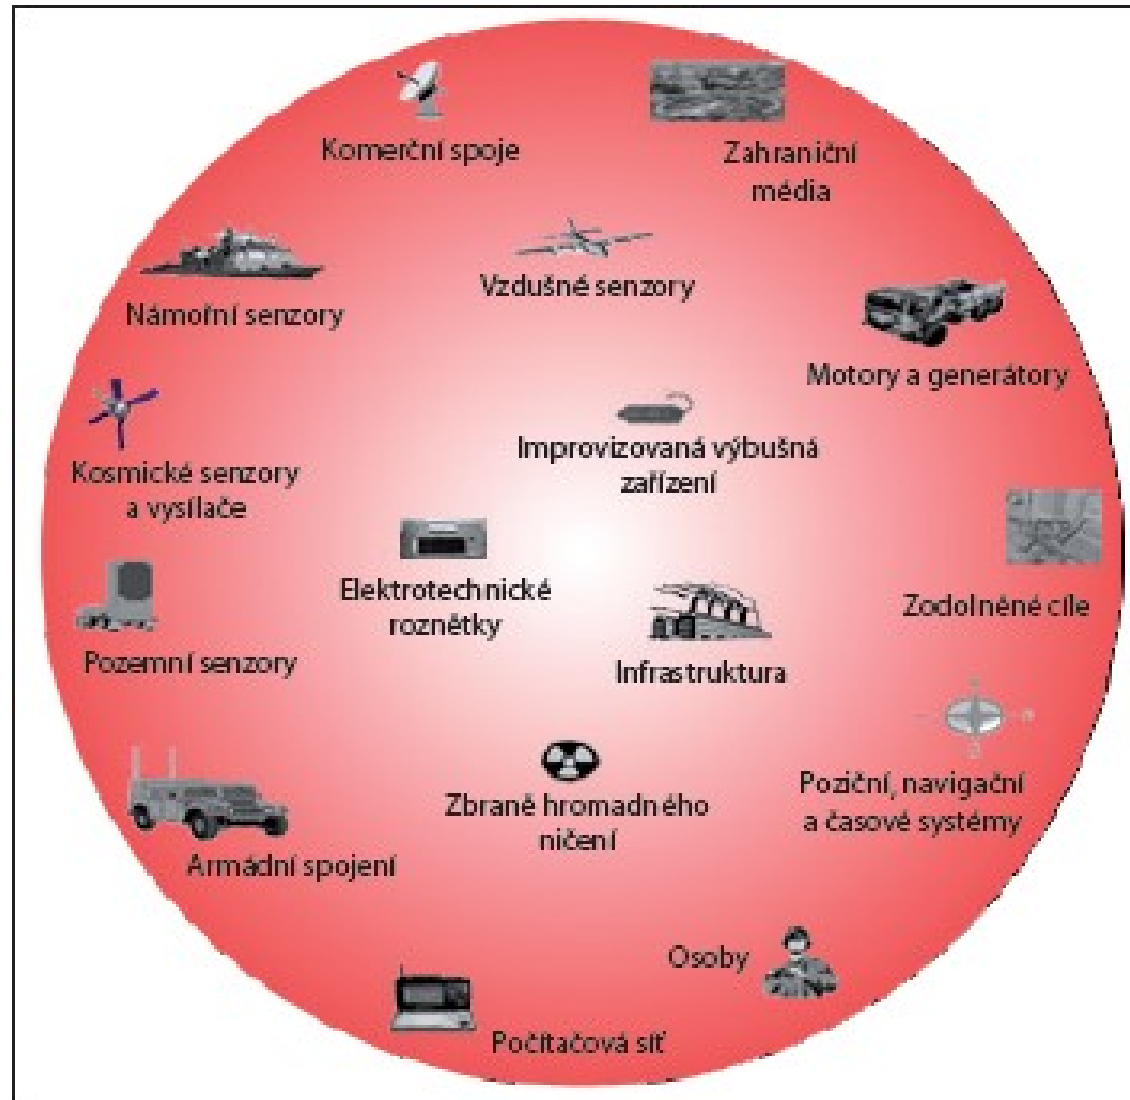 Komerční spoje
Zahraniční
média
Vzdušné senzory
Námořní senzory
Motory a generátory
Improvizovaná výbušná
zařízení
Kosmické senzory
a vysílače
Elektrotechnické
roznětky
Zodolněné cíle
Pozemní senzory
Infrastruktura
Poziční, navigační
a časové systémy
Zbraně hromadného
ničení
Armádní spojení
Osoby
Počítačová síť